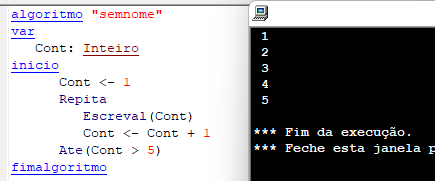 algoritmo "semnome"
var
Cont: Inteiro
inicio
Cont <- 1
Repita
Escreval(Cont)
Cont <- Cont + 1
Ate(Cont > 5)
fimalgoritmo
1
2
3
4
5
*** Fim da execução.
*** Feche esta janela p